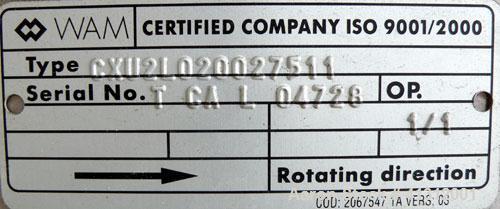 WAM CERTIFIED COMPANY ISO 9001/2000
Type CXU2L020027511
Serial No. T CA L 04728 OP.
1/1
Rotating direction
COD: 2067547 1A VERS: 03